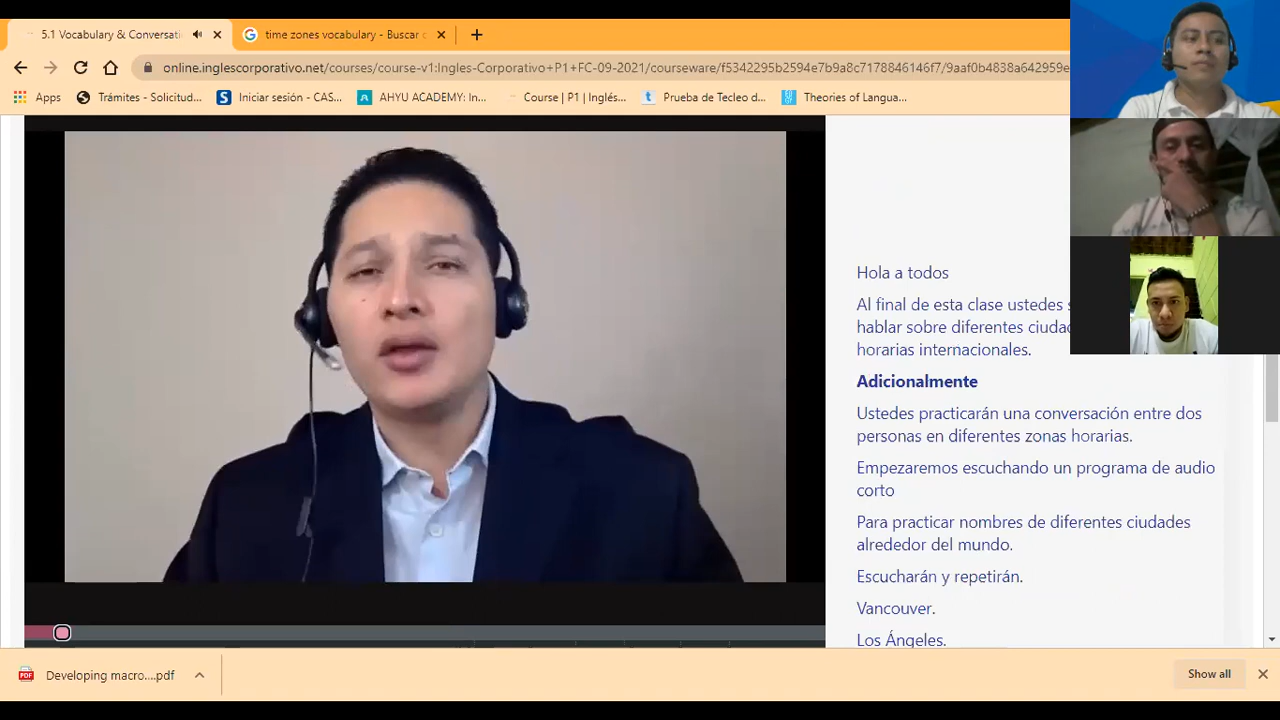 5.1 Vocabulary & Conversati
time zones vocabulary - Buscar c
online.inglescorporativo.net/courses/course-v1:Ingles-Corporativo+P1+FC-09-2021/courseware/f5342295b2594e7b9a8c7178846146f7/9aaf0b4838a642959e
Apps
Trámites - Solicitud...
Iniciar sesión - CAS...
AHYU ACADEMY: In...
Course | P1 | Inglés...
Prueba de Tecleo d...
Theories of Langua...
Hola a todos
Al final de esta clase ustedes s
hablar sobre diferentes ciuda
horarias internacionales.
Adicionalmente
Ustedes practicarán una conversación entre dos
personas en diferentes zonas horarias.
Empezaremos escuchando un programa de audio
corto
Para practicar nombres de diferentes ciudades
alrededor del mundo.
Escucharán y repetirán.
Vancouver.
Los Ángeles.
Developing macro....pdf
Show all